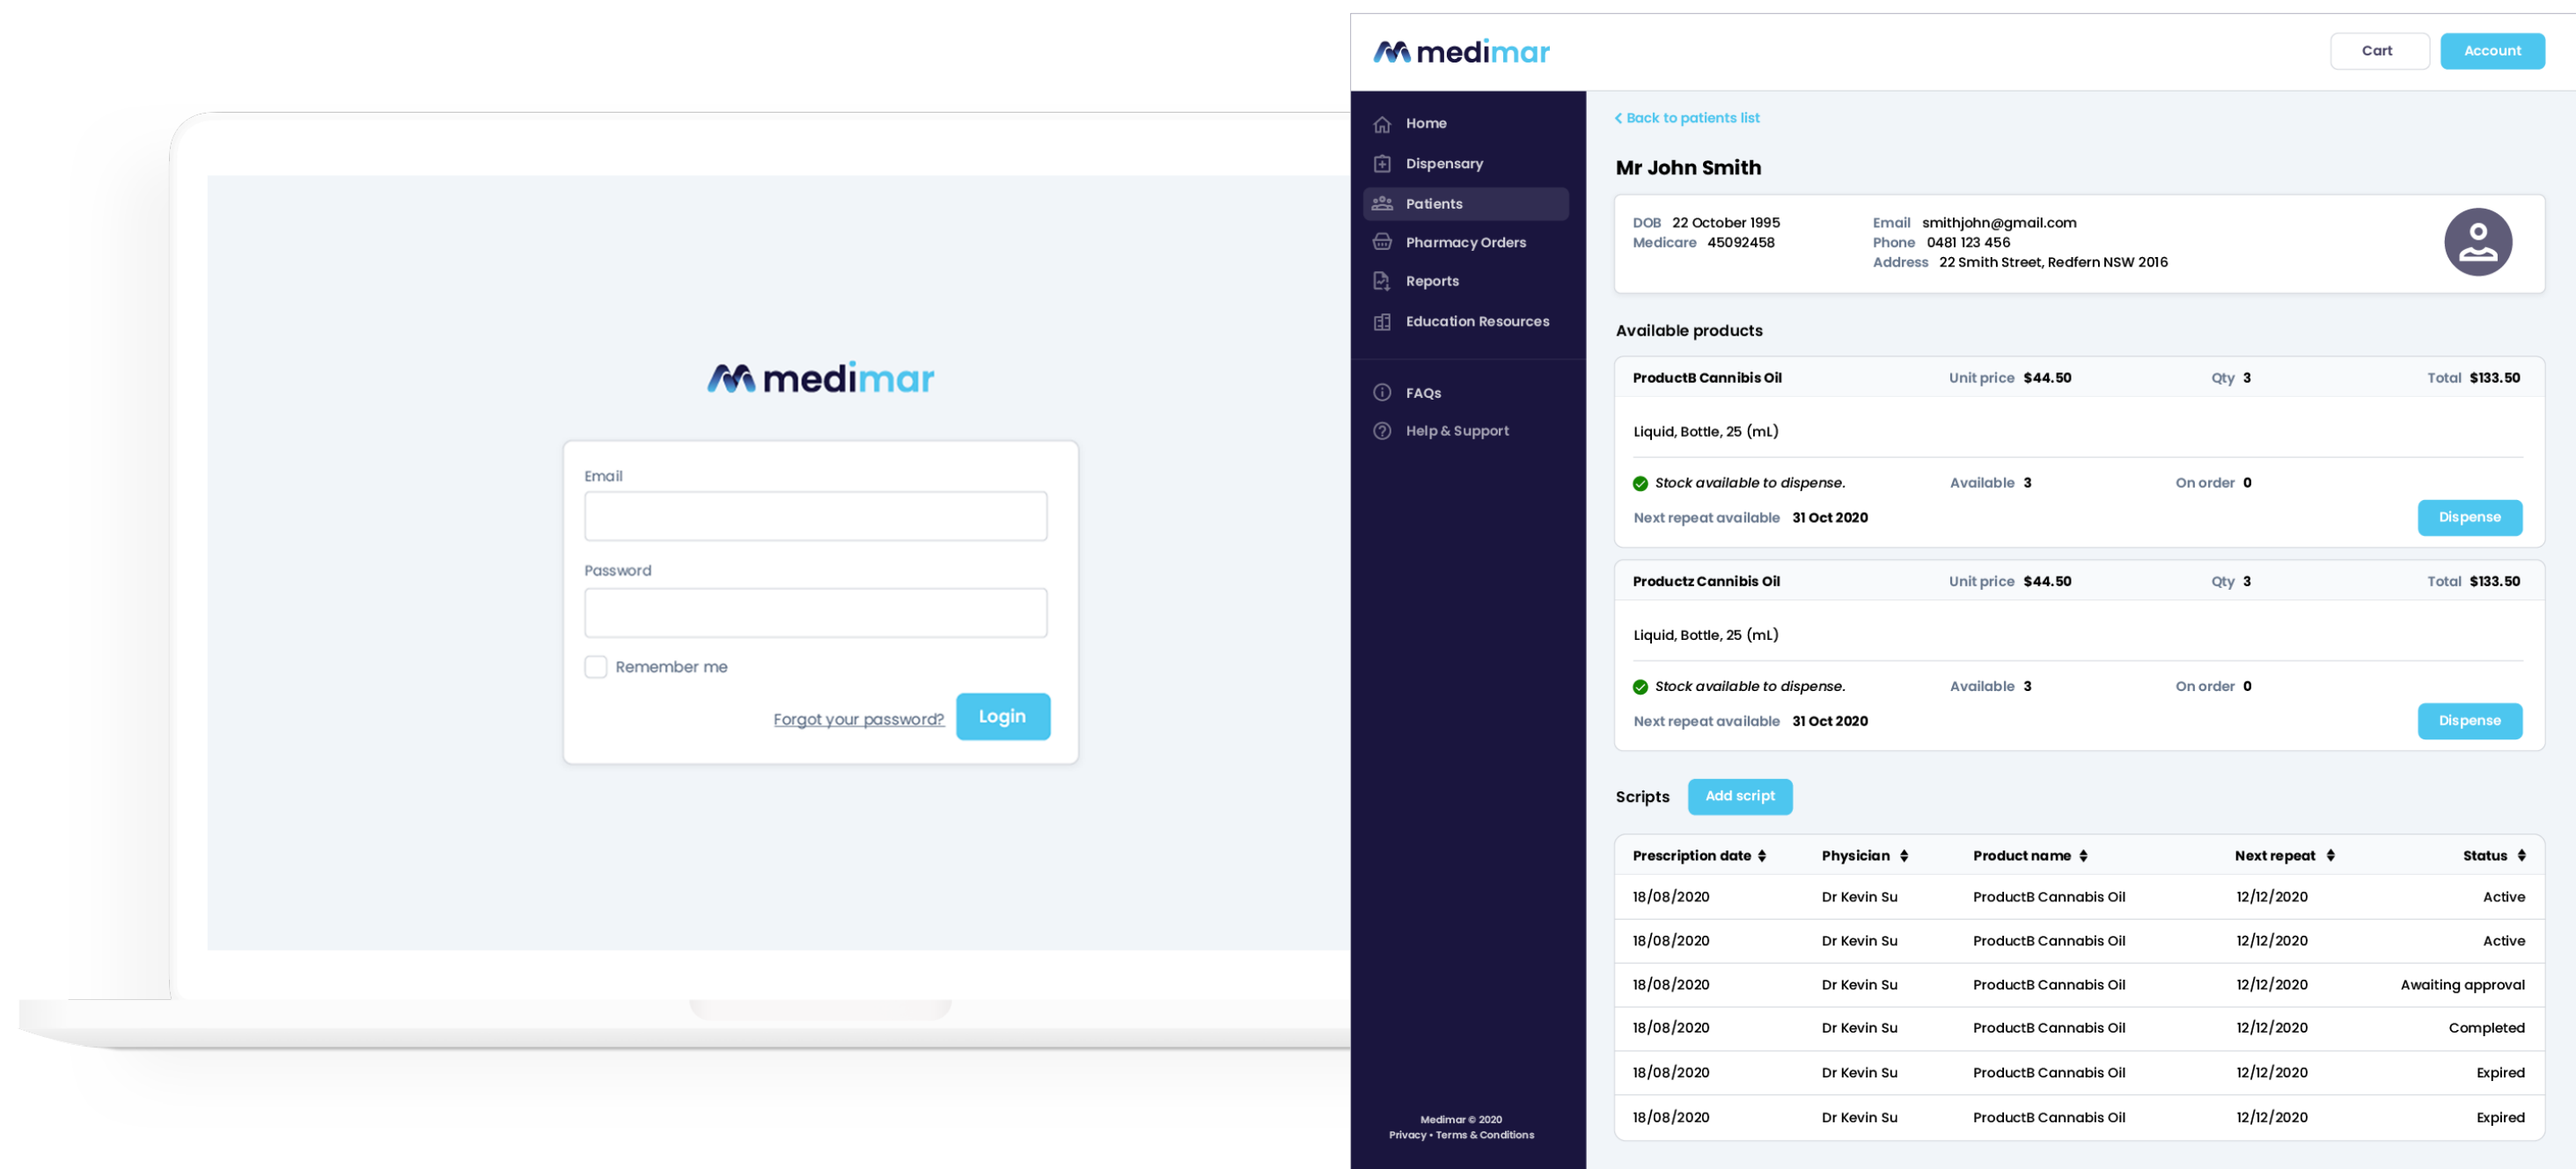 medimar
Email
Password
Remember me
Forgot your password? Login
medimar
Cart Account
Home
Dispensary
Patients
Pharmacy Orders
Reports
Education Resources
FAQs
Help & Support
Medimar © 2020
Privacy • Terms & Conditions
Back to patients list
Mr John Smith
DOB 22 October 1995 Email smithjohn@gmail.com
Medicare 45092458 Phone 0481 123 456
Address 22 Smith Street, Redfern NSW 2016
Available products
ProductB Cannibis Oil Unit price $44.50 Qty 3 Total $133.50
Liquid, Bottle, 25 (mL)
Stock available to dispense. Available 3 On order 0
Next repeat available 31 Oct 2020 Dispense
Productz Cannibis Oil Unit price $44.50 Qty 3 Total $133.50
Liquid, Bottle, 25 (mL)
Stock available to dispense. Available 3 On order 0
Next repeat available 31 Oct 2020 Dispense
Scripts Add script
Prescription date Physician Product name Next repeat Status
18/08/2020 Dr Kevin Su ProductB Cannabis Oil 12/12/2020 Active
18/08/2020 Dr Kevin Su ProductB Cannabis Oil 12/12/2020 Active
18/08/2020 Dr Kevin Su ProductB Cannabis Oil 12/12/2020 Awaiting approval
18/08/2020 Dr Kevin Su ProductB Cannabis Oil 12/12/2020 Completed
18/08/2020 Dr Kevin Su ProductB Cannabis Oil 12/12/2020 Expired
18/08/2020 Dr Kevin Su ProductB Cannabis Oil 12/12/2020 Expired